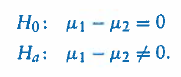 H₀: μ₁ − μ₂ = 0
Hₐ: μ₁ − μ₂ ≠ 0.